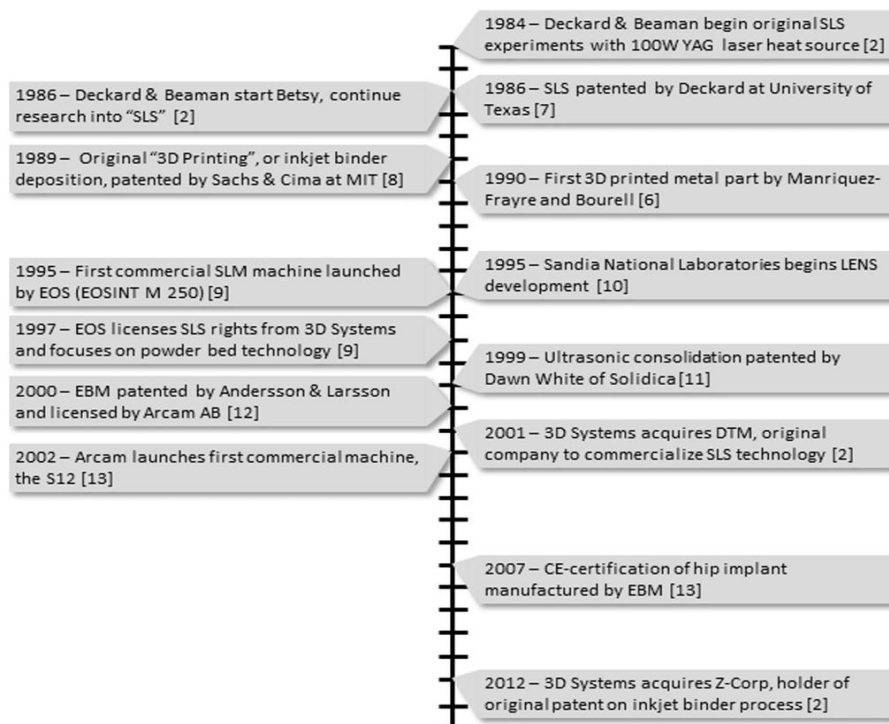 1984 – Deckard & Beaman begin original SLS
experiments with 100W YAG laser heat source [2]
1986 – Deckard & Beaman start Betsy, continue
research into “SLS” [2]
1986 – SLS patented by Deckard at University of
Texas [7]
1989 – Original “3D Printing”, or inkjet binder
deposition, patented by Sachs & Cima at MIT [8]
1990 – First 3D printed metal part by Manriquez-
Frayre and Bourell [6]
1995 – First commercial SLM machine launched
by EOS (EOSINT M 250) [9]
1995 – Sandia National Laboratories begins LENS
development [10]
1997 – EOS licenses SLS rights from 3D Systems
and focuses on powder bed technology [9]
1999 – Ultrasonic consolidation patented by
Dawn White of Solidica [11]
2000 – EBM patented by Andersson & Larsson
and licensed by Arcam AB [12]
2001 – 3D Systems acquires DTM, original
company to commercialize SLS technology [2]
2002 – Arcam launches first commercial machine,
the S12 [13]
2007 – CE-certification of hip implant
manufactured by EBM [13]
2012 – 3D Systems acquires Z-Corp, holder of
original patent on inkjet binder process [2]